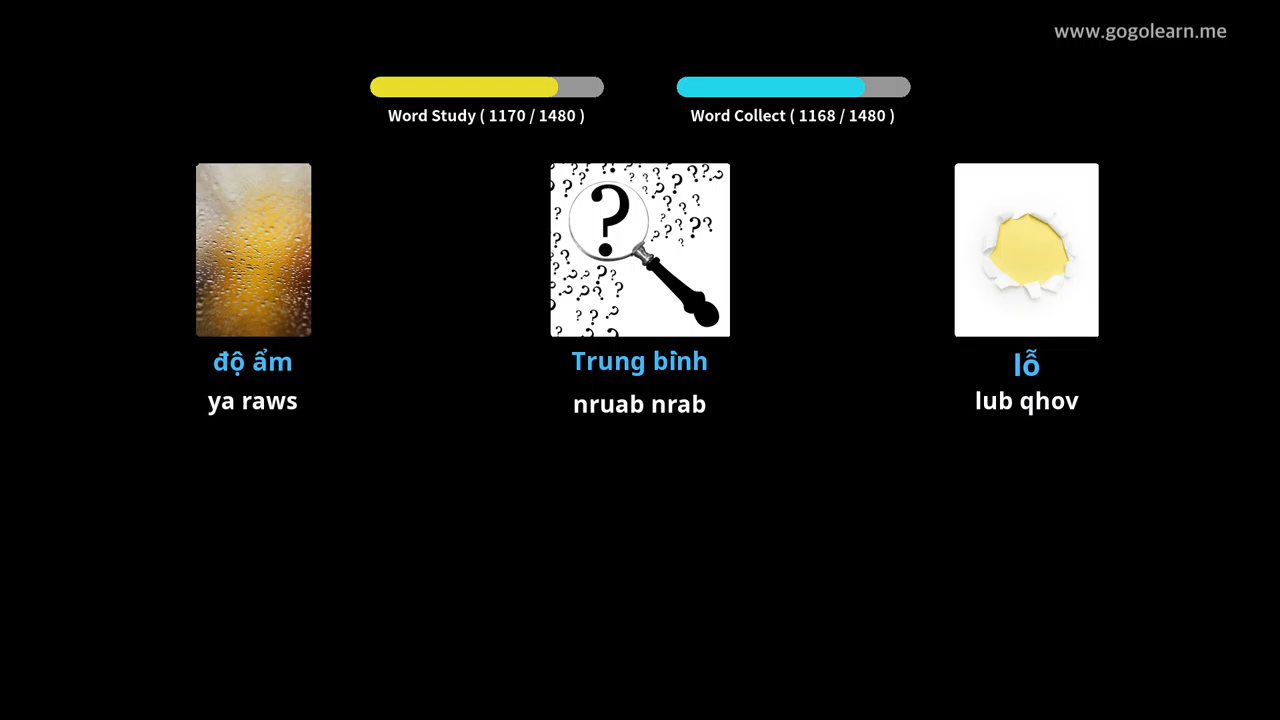 www.gogolearn.me
Word Study ( 1170 / 1480 )
Word Collect ( 1168 / 1480 )
độ ẩm
Trung bình
lỗ
ya raws
nruab nrab
lub qhov